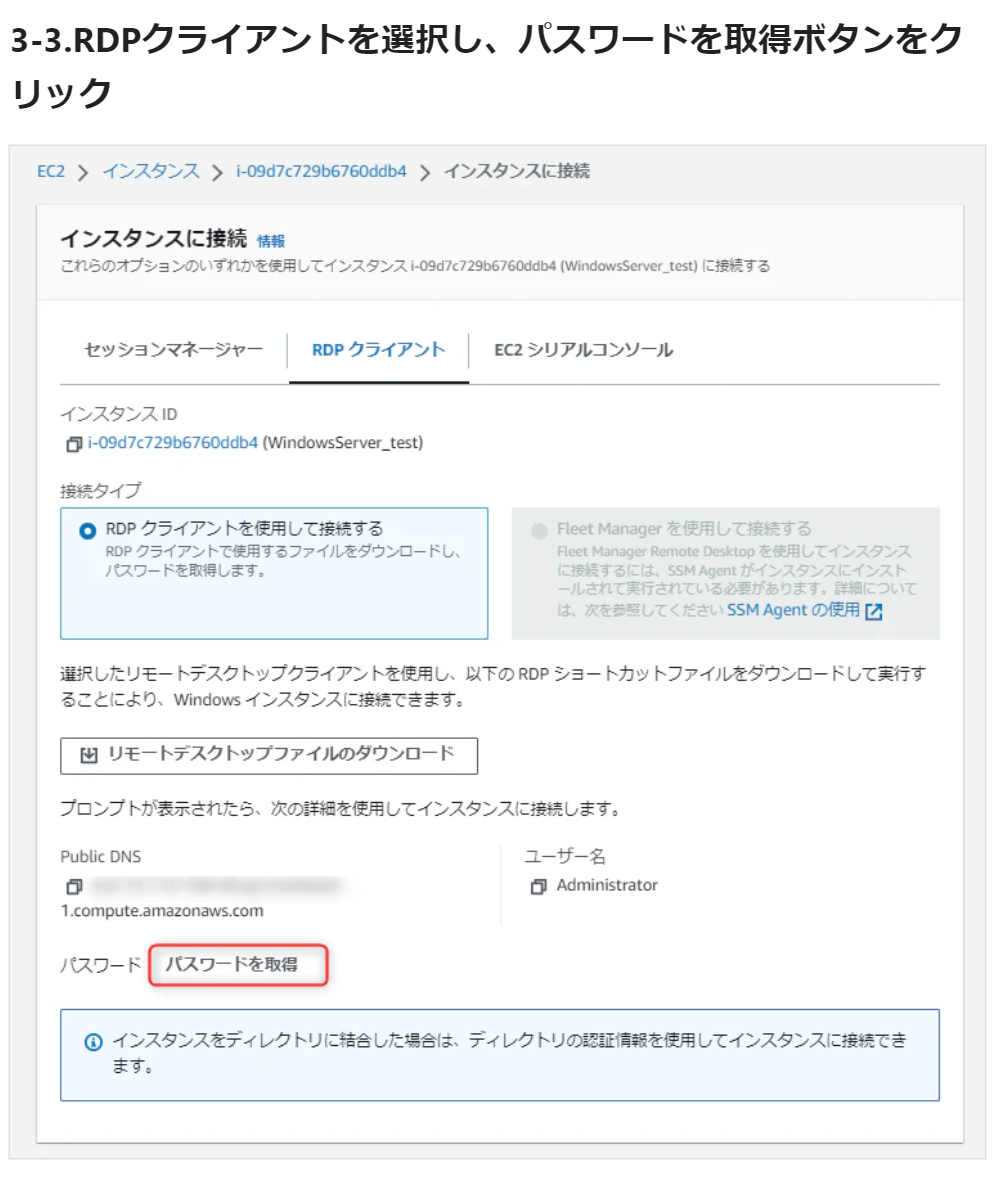 3-3.RDPクライアントを選択し、パスワードを取得ボタンをク
リック
EC2 > インスタンス > i-09d7c729b6760ddb4 > インスタンスに接続
インスタンスに接続 情報
これらのオプションのいずれかを使用してインスタンス i-09d7c729b6760ddb4 (WindowsServer_test) に接続する
セッションマネージャー RDP クライアント EC2 シリアルコンソール
インスタンス ID
i-09d7c729b6760ddb4 (WindowsServer_test)
接続タイプ
RDP クライアントを使用して接続する
RDP クライアントで使用するファイルをダウンロードし、
パスワードを取得します。
Fleet Manager を使用して接続する
Fleet Manager Remote Desktop を使用してインスタンス
に接続するには、SSM Agent がインスタンスにインスト
ールされて実行されている必要があります。詳細について
は、次を参照してください SSM Agent の使用
選択したリモートデスクトップクライアントを使用し、以下の RDP ショートカットファイルをダウンロードして実行す
ることにより、Windows インスタンスに接続できます。
リモートデスクトップファイルのダウンロード
プロンプトが表示されたら、次の詳細を使用してインスタンスに接続します。
Public DNS
1.compute.amazonaws.com
ユーザー名
Administrator
パスワード パスワードを取得
インスタンスをディレクトリに結合した場合は、ディレクトリの認証情報を使用してインスタンスに接続でき
ます。